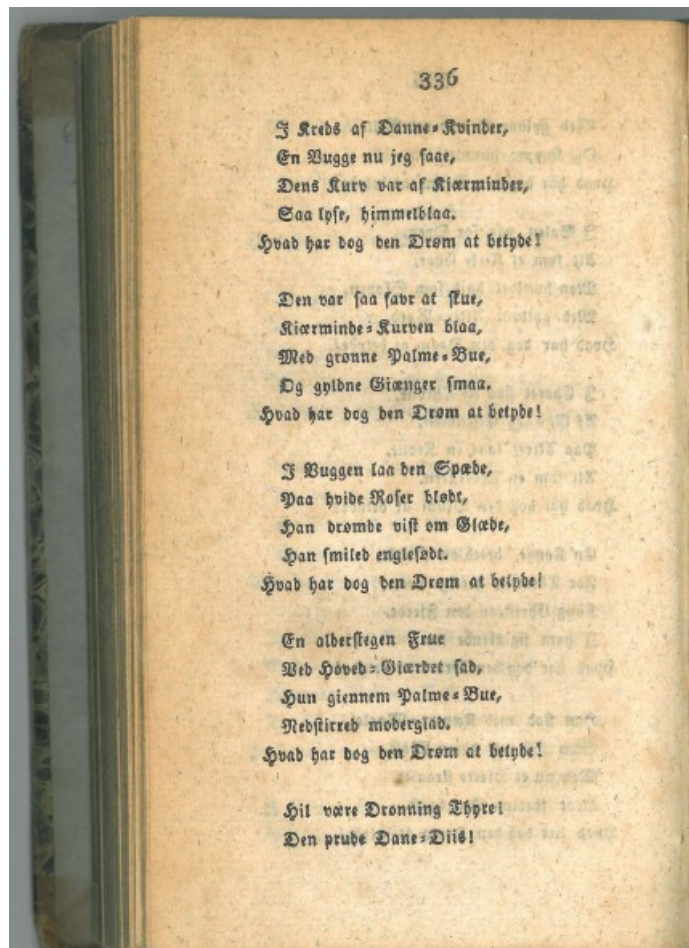 336
I Kreds af Danne-Kvinder,
En Vugge nu jeg saae,
Dens Kurv var af Kiærminder,
Saa lyse, himmelblaa.
Hvad har dog den Drøm at betyde!
Den var saa favr at skue,
Kiærminde-Kurven blaa,
Med grønne Palme-Bue,
Og gyldne Giænger smaa.
Hvad har dog den Drøm at betyde!
I Vuggen laa den Spæde,
Paa hvide Roser blødt,
Han drømde vist om Glæde,
Han smiled englesødt.
Hvad har dog den Drøm at betyde!
En alderstegen Frue
Ved Hoved-Giærdet sad,
Hun giennem Palme-Bue,
Nedstirred moderglad.
Hvad har dog den Drøm at betyde!
Hil være Dronning Thyre!
Den prude Dane-Diis!